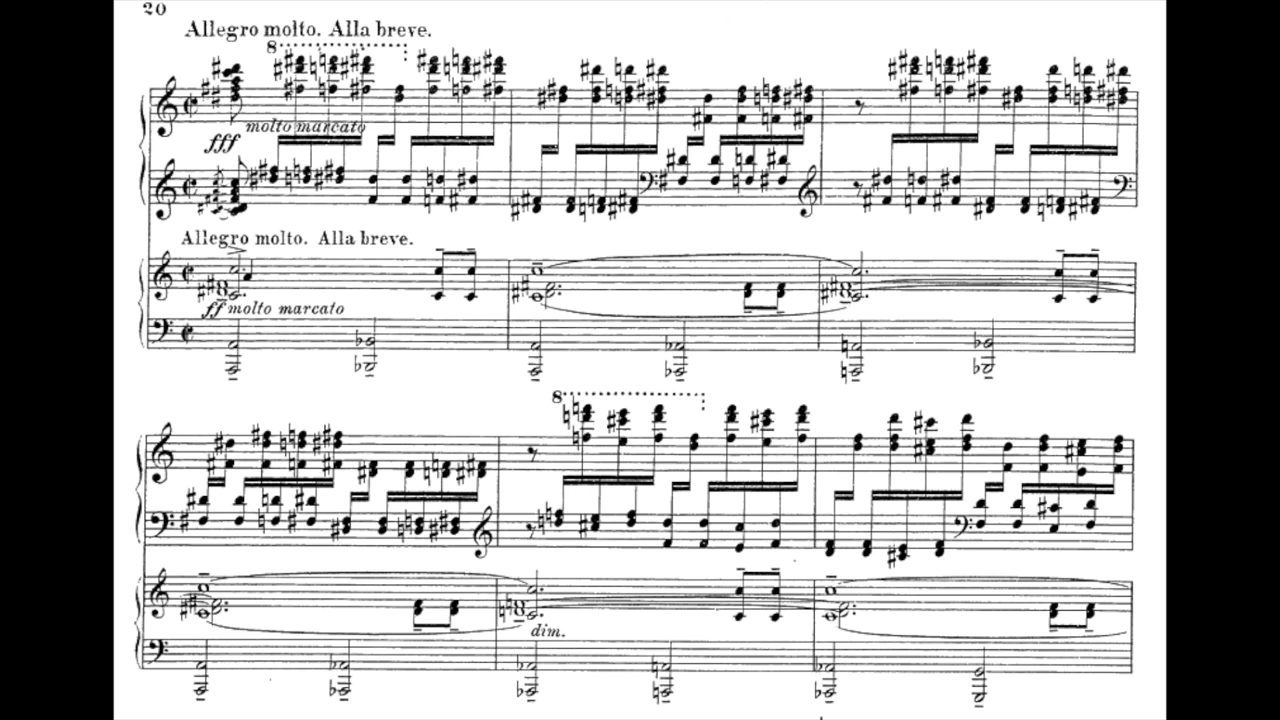 20
Allegro molto. Alla breve.
8
molto marcato
fff
Allegro molto. Alla breve.
ff molto marcato
8
dim.